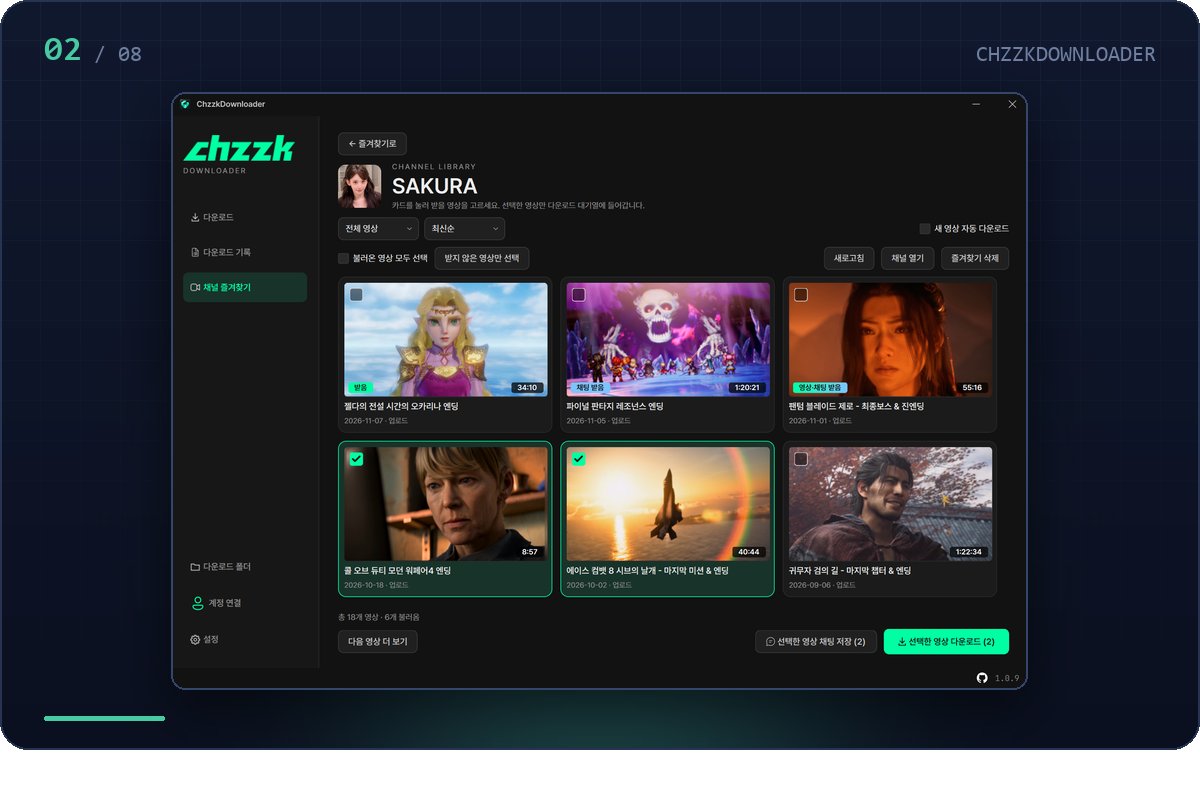 02 / 08
CHZZKDOWNLOADER
ChzzkDownloader
chzzk
DOWNLOADER
다운로드
다운로드 기록
채널 즐겨찾기
다운로드 폴더
계정 연결
설정
← 즐겨찾기로
CHANNEL LIBRARY
SAKURA
카드를 눌러 받을 영상을 고르세요. 선택한 영상만 다운로드 대기열에 들어갑니다.
전체 영상
최신순
새 영상 자동 다운로드
불러온 영상 모두 선택
받지 않은 영상만 선택
새로고침
채널 열기
즐겨찾기 삭제
받음
34:10
젤다의 전설 시간의 오카리나 엔딩
2026-11-07 · 업로드
채팅 받음
1:20:21
파이널 판타지 레조넌스 엔딩
2026-11-05 · 업로드
영상·채팅 받음
55:16
팬텀 블레이드 제로 - 최종보스 & 진엔딩
2026-11-01 · 업로드
8:57
콜 오브 듀티 모던 워페어4 엔딩
2026-10-18 · 업로드
40:44
에이스 컴뱃 8 시브의 날개 - 마지막 미션 & 엔딩
2026-10-02 · 업로드
1:22:34
귀무자 검의 길 - 마지막 챕터 & 엔딩
2026-09-06 · 업로드
총 18개 영상 · 6개 불러옴
다음 영상 더 보기
선택한 영상 채팅 저장 (2)
선택한 영상 다운로드 (2)
1.0.9